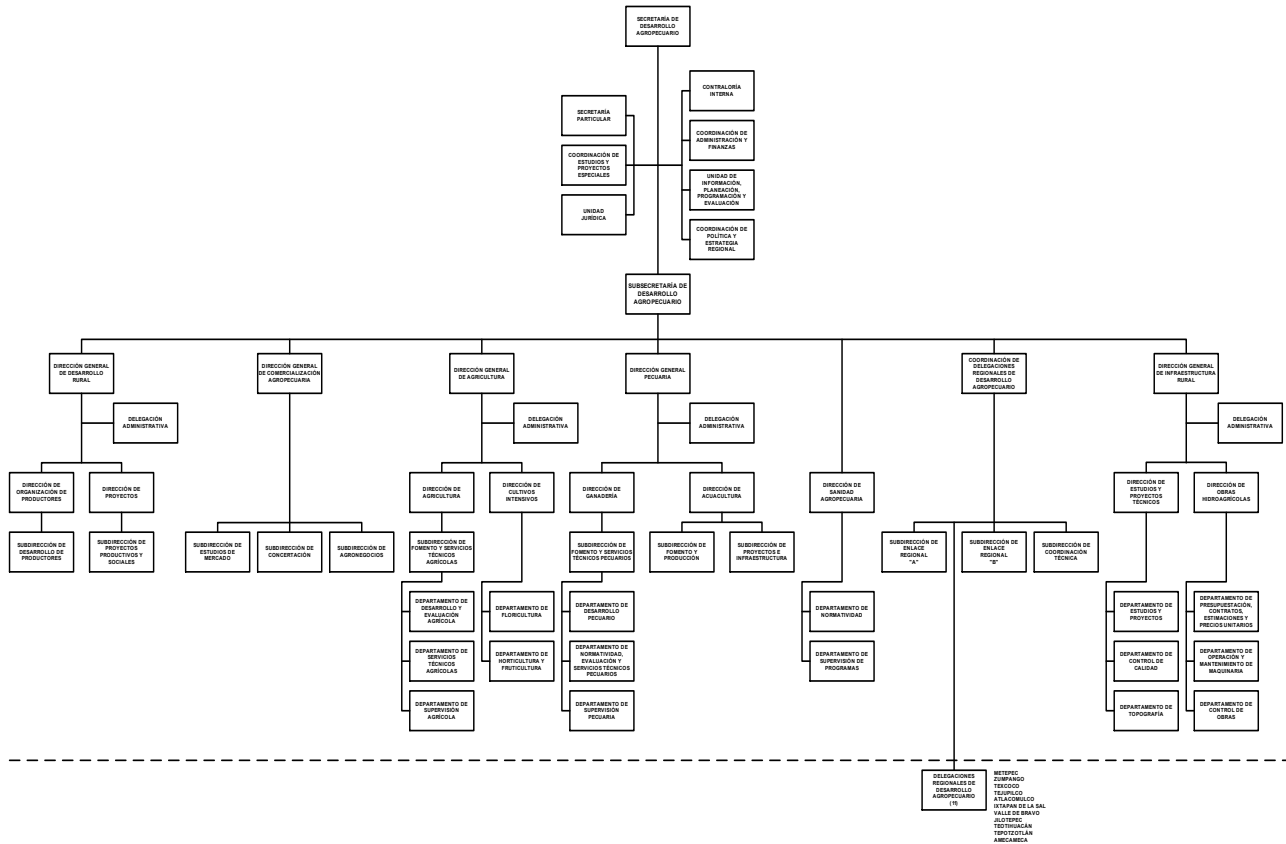 SECRETARÍA DE
DESARROLLO
AGROPECUARIO
CONTRALORÍA
INTERNA
SECRETARÍA
PARTICULAR
COORDINACIÓN DE
ADMINISTRACIÓN Y
FINANZAS
COORDINACIÓN DE
ESTUDIOS Y
PROYECTOS
ESPECIALES
UNIDAD DE
INFORMACIÓN,
PLANEACIÓN,
PROGRAMACIÓN Y
EVALUACIÓN
UNIDAD
JURÍDICA
COORDINACIÓN DE
POLÍTICA Y
ESTRATEGIA
REGIONAL
SUBSECRETARÍA DE
DESARROLLO
AGROPECUARIO
DIRECCIÓN GENERAL
DE DESARROLLO
RURAL
DIRECCIÓN GENERAL
DE COMERCIALIZACIÓN
AGROPECUARIA
DIRECCIÓN GENERAL
DE AGRICULTURA
DIRECCIÓN GENERAL
PECUARIA
COORDINACIÓN DE
DELEGACIONES
REGIONALES DE
DESARROLLO
AGROPECUARIO
DIRECCIÓN GENERAL
DE INFRAESTRUCTURA
RURAL
DELEGACIÓN
ADMINISTRATIVA
DELEGACIÓN
ADMINISTRATIVA
DELEGACIÓN
ADMINISTRATIVA
DELEGACIÓN
ADMINISTRATIVA
DIRECCIÓN DE
ORGANIZACIÓN DE
PRODUCTORES
DIRECCIÓN DE
PROYECTOS
DIRECCIÓN DE
AGRICULTURA
DIRECCIÓN DE
CULTIVOS
INTENSIVOS
DIRECCIÓN DE
GANADERÍA
DIRECCIÓN DE
ACUACULTURA
DIRECCIÓN DE
SANIDAD
AGROPECUARIA
DIRECCIÓN DE
ESTUDIOS Y
PROYECTOS
TÉCNICOS
DIRECCIÓN DE
OBRAS
HIDROAGRÍCOLAS
SUBDIRECCIÓN DE
DESARROLLO DE
PRODUCTORES
SUBDIRECCIÓN DE
PROYECTOS
PRODUCTIVOS Y
SOCIALES
SUBDIRECCIÓN DE
ESTUDIOS DE
MERCADO
SUBDIRECCIÓN DE
CONCERTACIÓN
SUBDIRECCIÓN DE
AGRONEGOCIOS
SUBDIRECCIÓN DE
FOMENTO Y SERVICIOS
TÉCNICOS
AGRÍCOLAS
SUBDIRECCIÓN DE
FOMENTO Y SERVICIOS
TÉCNICOS PECUARIOS
SUBDIRECCIÓN DE
FOMENTO Y
PRODUCCIÓN
SUBDIRECCIÓN DE
PROYECTOS E
INFRAESTRUCTURA
SUBDIRECCIÓN DE
ENLACE
REGIONAL
"A"
SUBDIRECCIÓN DE
ENLACE
REGIONAL
"B"
SUBDIRECCIÓN DE
COORDINACIÓN
TÉCNICA
DEPARTAMENTO DE
DESARROLLO Y
EVALUACIÓN
AGRÍCOLA
DEPARTAMENTO DE
FLORICULTURA
DEPARTAMENTO DE
DESARROLLO
PECUARIO
DEPARTAMENTO DE
NORMATIVIDAD
DEPARTAMENTO DE
ESTUDIOS Y
PROYECTOS
DEPARTAMENTO DE
PRESUPUESTACIÓN,
CONTRATOS,
ESTIMACIONES Y
PRECIOS UNITARIOS
DEPARTAMENTO DE
SERVICIOS
TÉCNICOS
AGRÍCOLAS
DEPARTAMENTO DE
HORTICULTURA Y
FRUTICULTURA
DEPARTAMENTO DE
NORMATIVIDAD,
EVALUACIÓN Y
SERVICIOS TÉCNICOS
PECUARIOS
DEPARTAMENTO DE
SUPERVISIÓN DE
PROGRAMAS
DEPARTAMENTO DE
CONTROL DE
CALIDAD
DEPARTAMENTO DE
OPERACIÓN Y
MANTENIMIENTO DE
MAQUINARIA
DEPARTAMENTO DE
SUPERVISIÓN
AGRÍCOLA
DEPARTAMENTO DE
SUPERVISIÓN
PECUARIA
DEPARTAMENTO DE
TOPOGRAFÍA
DEPARTAMENTO DE
CONTROL DE
OBRAS
DELEGACIONES
REGIONALES DE
DESARROLLO
AGROPECUARIO
(11)
METEPEC
ZUMPANGO
TEXCOCO
TEJUPILCO
ATLACOMULCO
IXTAPAN DE LA SAL
VALLE DE BRAVO
JILOTEPEC
TEOTIHUACÁN
TEPOTZOTLÁN
AMECAMECA